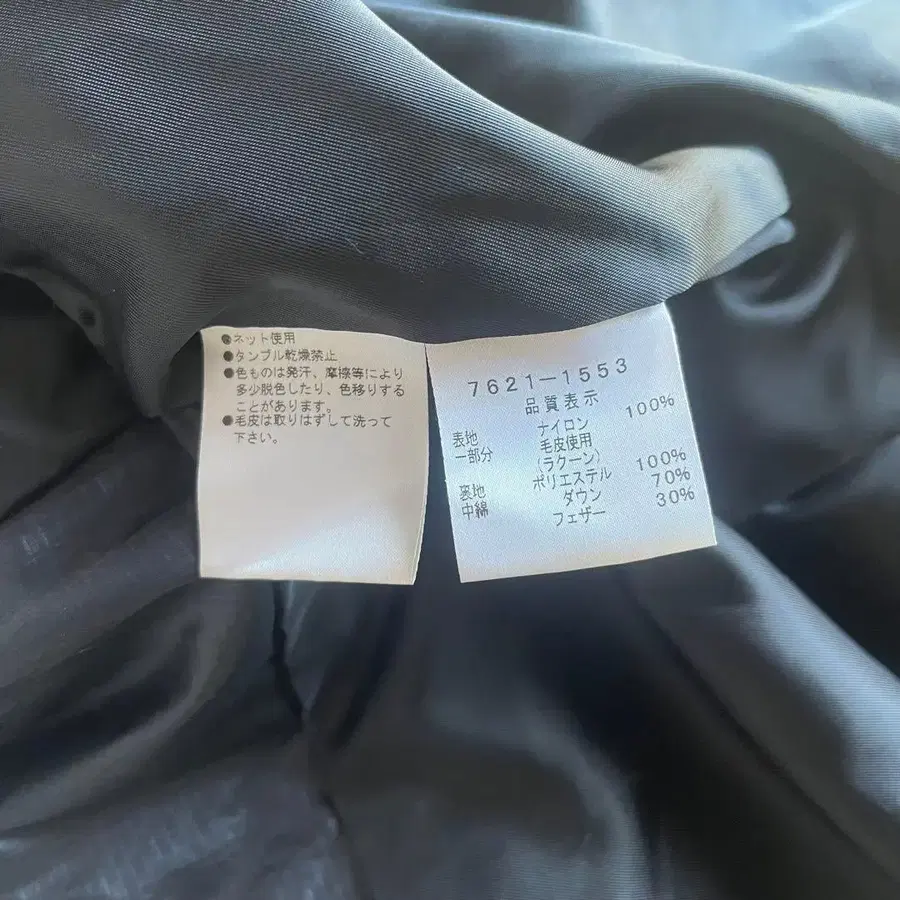 ●ネット使用
●タンブル乾燥禁止
●色ものは発汗、摩擦等により
多少脱色したり、色移りする
ことがあります。
●毛皮は取りはずして洗って
下さい。
7621-1553
品質表示
表地 ナイロン 100%
一部分 毛皮使用
(ラクーン)
裏地 ポリエステル 100%
中綿 ダウン 70%
フェザー 30%